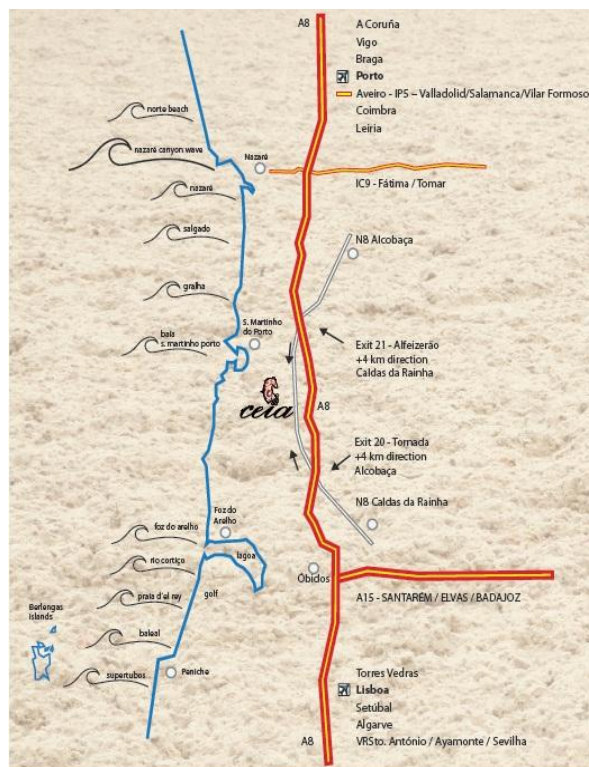 A8
A Coruña
Vigo
Braga
Porto
Aveiro - IP5 – Valladolid/Salamanca/Vilar Formoso
Coimbra
Leiria
norte beach
nazaré canyon wave
Nazaré
nazaré
IC9 - Fátima / Tomar
salgado
N8 Alcobaça
gralha
S. Martinho
do Porto
baia
s. martinho porto
Exit 21 - Alfeizerão
+4 km direction
Caldas da Rainha
ceia
A8
Exit 20 - Tornada
+4 km direction
Alcobaça
N8 Caldas da Rainha
Foz do
Arelho
foz do arelho
lagoa
rio cortiço
Óbidos
praia d'el rey
golf
A15 - SANTARÉM / ELVAS / BADAJOZ
Berlengas
islands
baleal
supertubos
Peniche
Torres Vedras
Lisboa
Setúbal
Algarve
A8
VRSto. António / Ayamonte / Sevilha